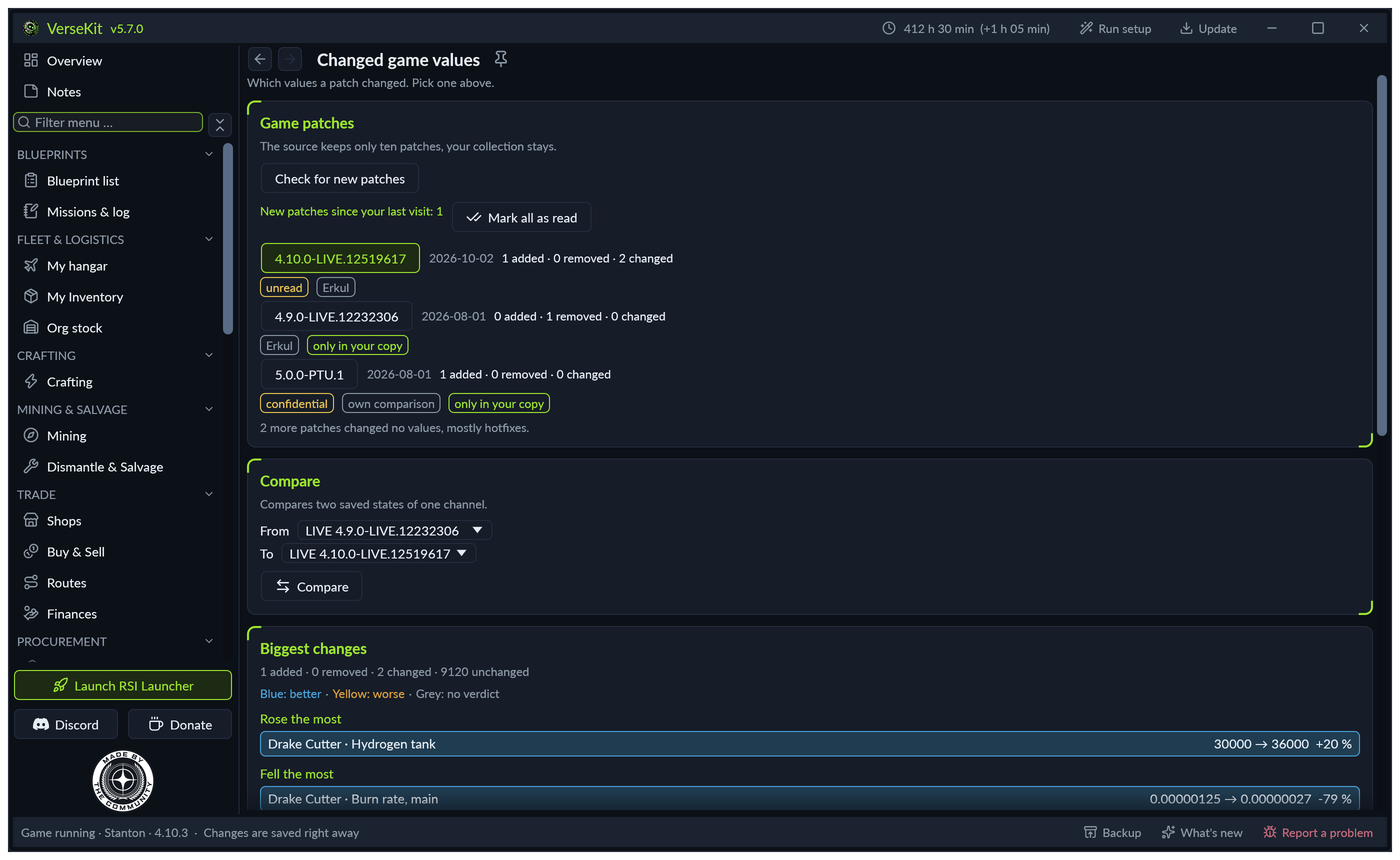 VerseKit v5.7.0
412 h 30 min (+1 h 05 min)
Run setup
Update
Overview
Notes
Filter menu ...
BLUEPRINTS
Blueprint list
Missions & log
FLEET & LOGISTICS
My hangar
My Inventory
Org stock
CRAFTING
Crafting
MINING & SALVAGE
Mining
Dismantle & Salvage
TRADE
Shops
Buy & Sell
Routes
Finances
PROCUREMENT
Launch RSI Launcher
Discord
Donate
MADE BY
THE COMMUNITY
Changed game values
Which values a patch changed. Pick one above.
Game patches
The source keeps only ten patches, your collection stays.
Check for new patches
New patches since your last visit: 1
Mark all as read
4.10.0-LIVE.12519617 2026-10-02 1 added · 0 removed · 2 changed
unread Erkul
4.9.0-LIVE.12232306 2026-08-01 0 added · 1 removed · 0 changed
Erkul only in your copy
5.0.0-PTU.1 2026-08-01 1 added · 0 removed · 0 changed
confidential own comparison only in your copy
2 more patches changed no values, mostly hotfixes.
Compare
Compares two saved states of one channel.
From LIVE 4.9.0-LIVE.12232306
To LIVE 4.10.0-LIVE.12519617
Compare
Biggest changes
1 added · 0 removed · 2 changed · 9120 unchanged
Blue: better · Yellow: worse · Grey: no verdict
Rose the most
Drake Cutter · Hydrogen tank 30000 → 36000 +20 %
Fell the most
Drake Cutter · Burn rate, main 0.00000125 → 0.00000027 -79 %
Game running · Stanton · 4.10.3 · Changes are saved right away
Backup
What's new
Report a problem